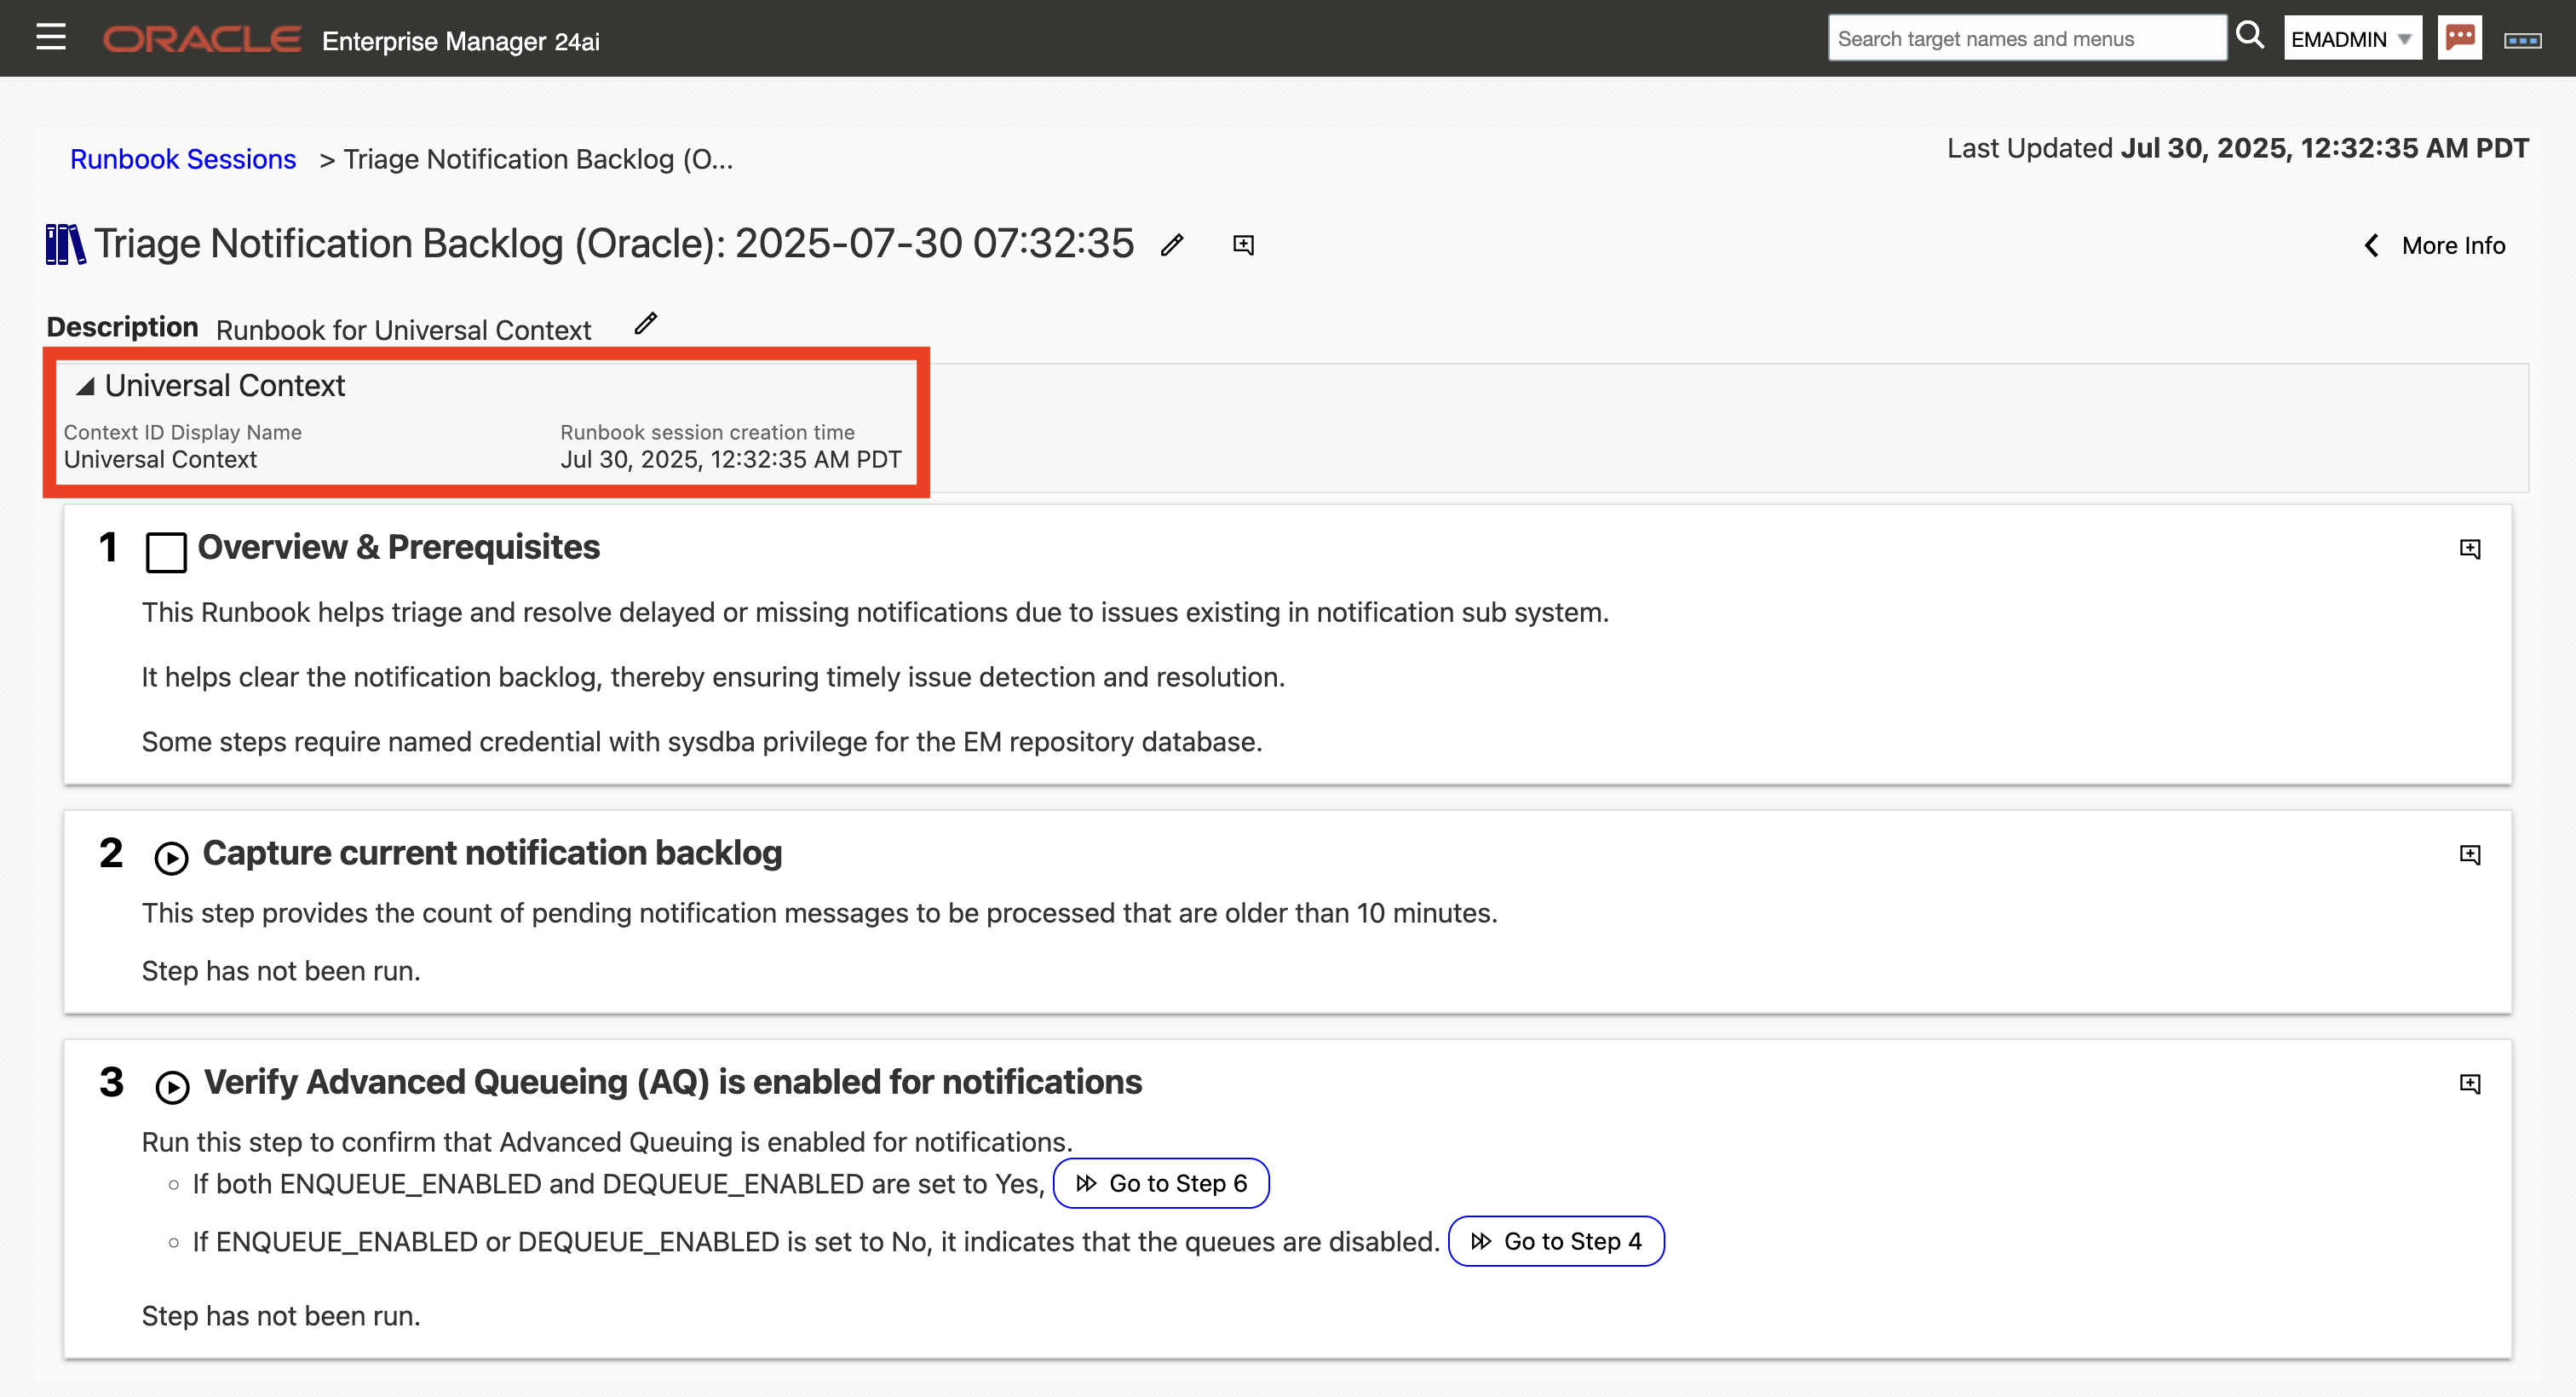 ORACLE Enterprise Manager 24ai
Search target names and menus
EMADMIN
Runbook Sessions > Triage Notification Backlog (O...
Last Updated Jul 30, 2025, 12:32:35 AM PDT
Triage Notification Backlog (Oracle): 2025-07-30 07:32:35
More Info
Description Runbook for Universal Context
Universal Context
Context ID Display Name
Universal Context
Runbook session creation time
Jul 30, 2025, 12:32:35 AM PDT
1 Overview & Prerequisites
This Runbook helps triage and resolve delayed or missing notifications due to issues existing in notification sub system.
It helps clear the notification backlog, thereby ensuring timely issue detection and resolution.
Some steps require named credential with sysdba privilege for the EM repository database.
2 Capture current notification backlog
This step provides the count of pending notification messages to be processed that are older than 10 minutes.
Step has not been run.
3 Verify Advanced Queueing (AQ) is enabled for notifications
Run this step to confirm that Advanced Queuing is enabled for notifications.
If both ENQUEUE_ENABLED and DEQUEUE_ENABLED are set to Yes, Go to Step 6
If ENQUEUE_ENABLED or DEQUEUE_ENABLED is set to No, it indicates that the queues are disabled. Go to Step 4
Step has not been run.